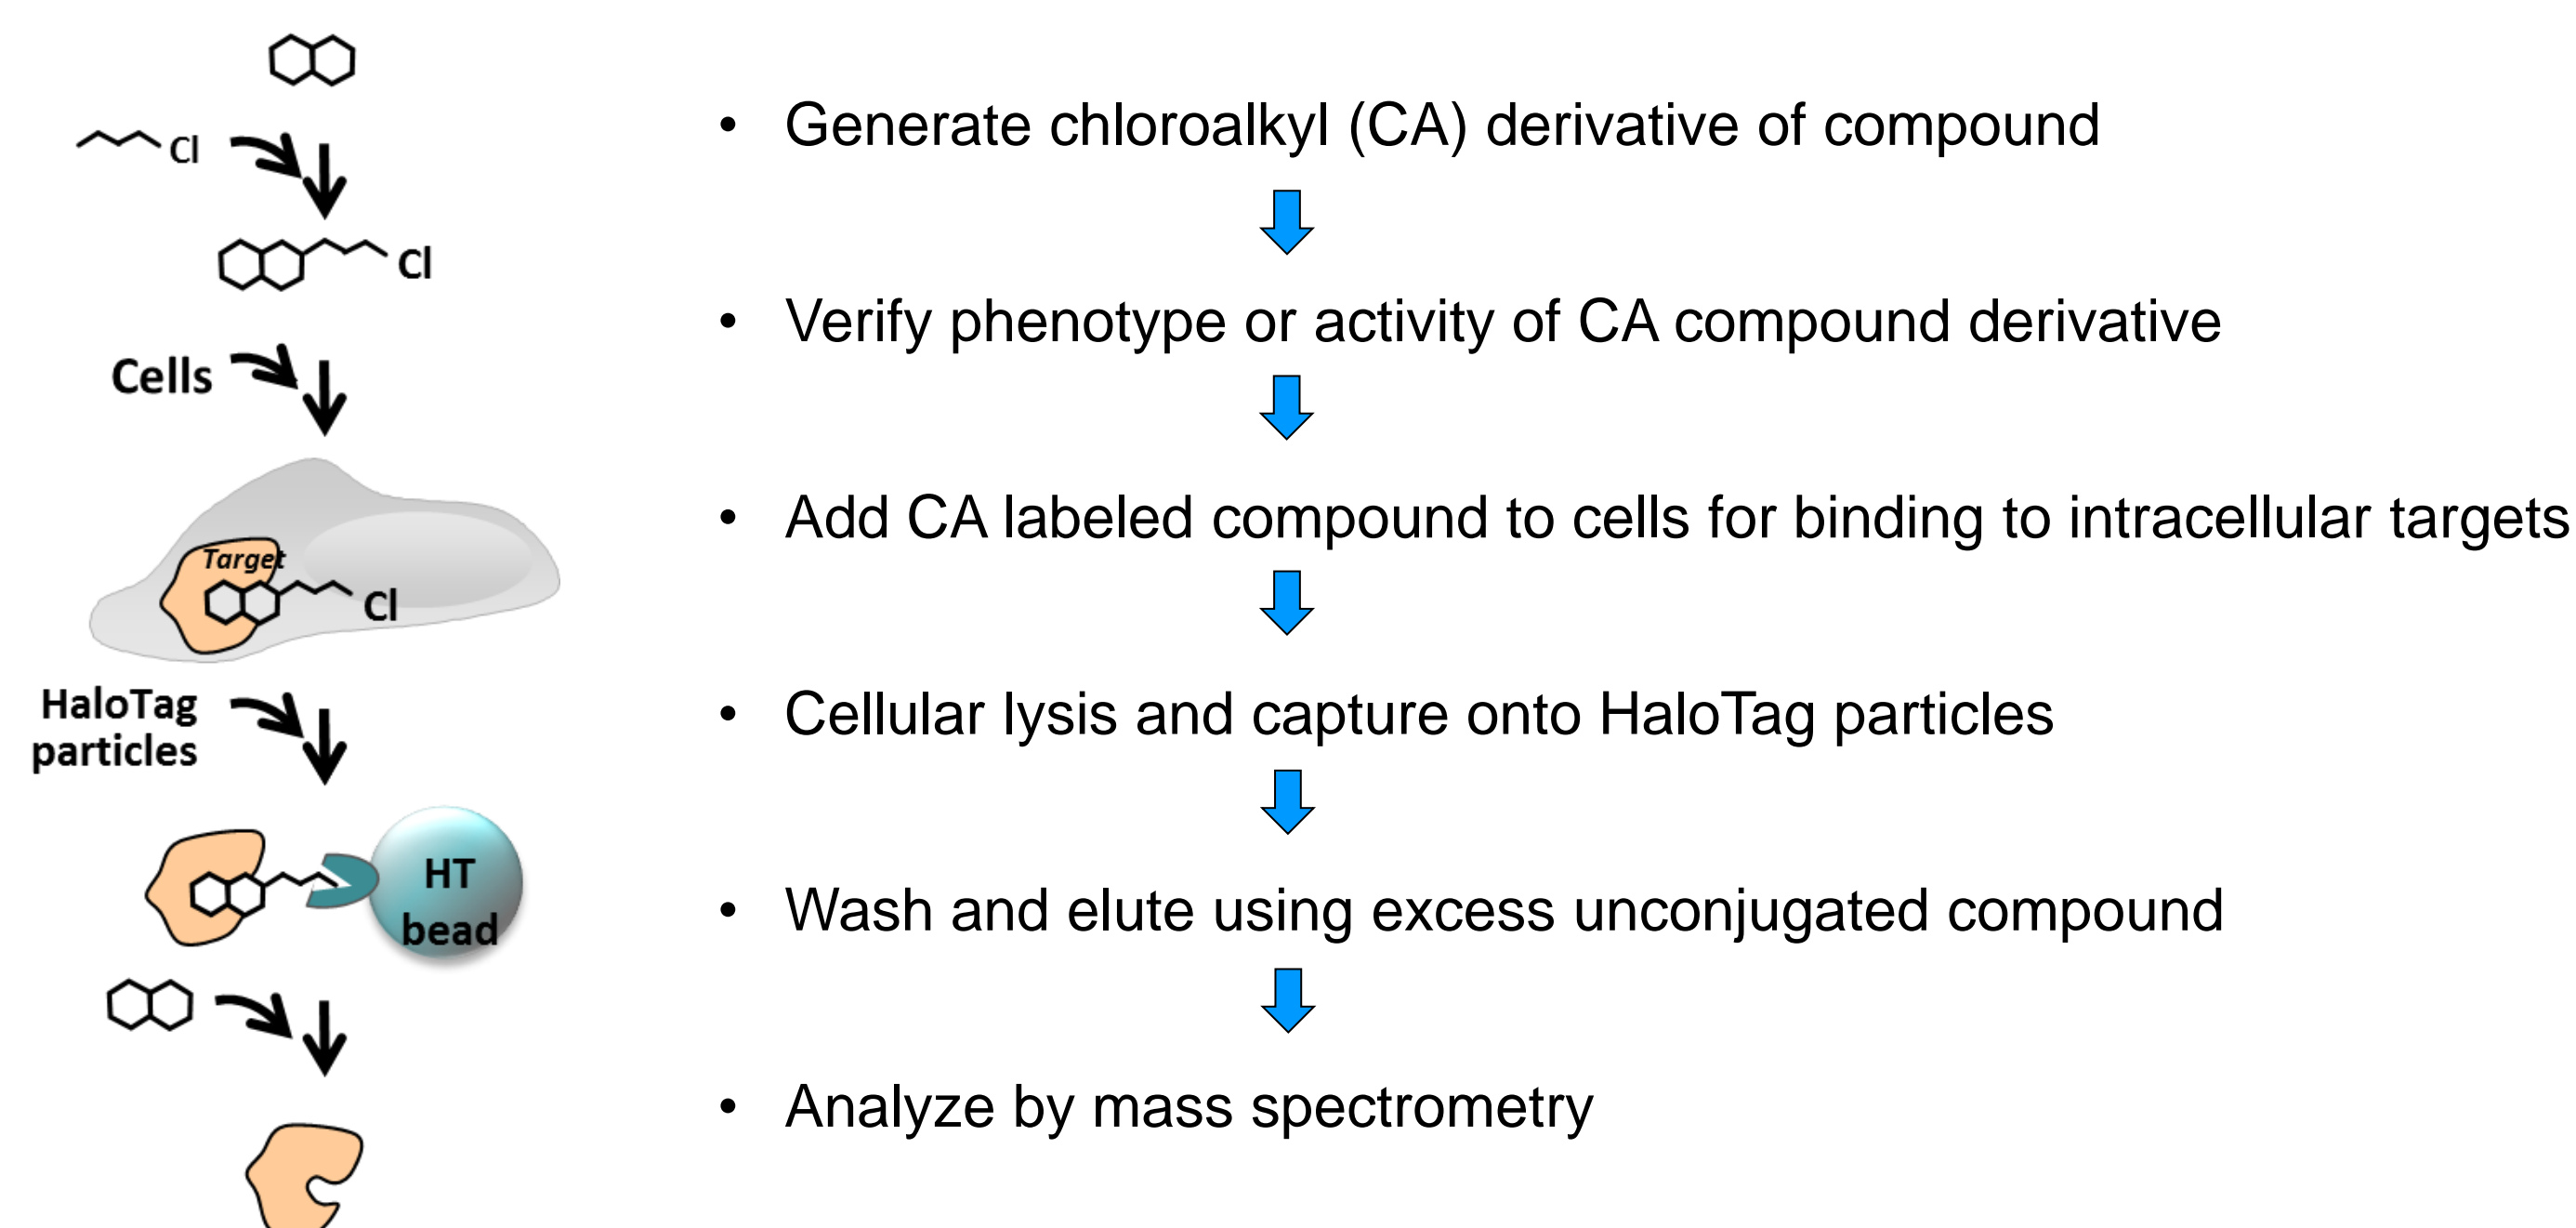 Cl
Cl
Cells
Target
Cl
HaloTag
particles
HT
bead
• Generate chloroalkyl (CA) derivative of compound
• Verify phenotype or activity of CA compound derivative
• Add CA labeled compound to cells for binding to intracellular targets
• Cellular lysis and capture onto HaloTag particles
• Wash and elute using excess unconjugated compound
• Analyze by mass spectrometry